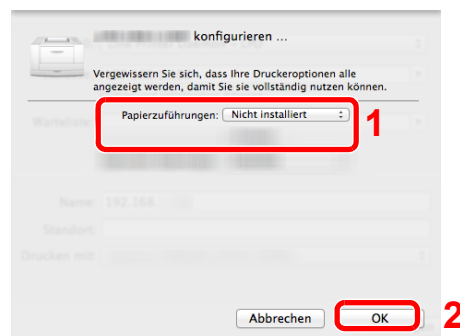 konfigurieren ...
Vergewissern Sie sich, dass Ihre Druckeroptionen alle
angezeigt werden, damit Sie sie vollständig nutzen können.
Papierzuführungen: Nicht installiert
1
Warteliste
Name: 192.168.
Standort:
Drucken mit:
Abbrechen OK
2